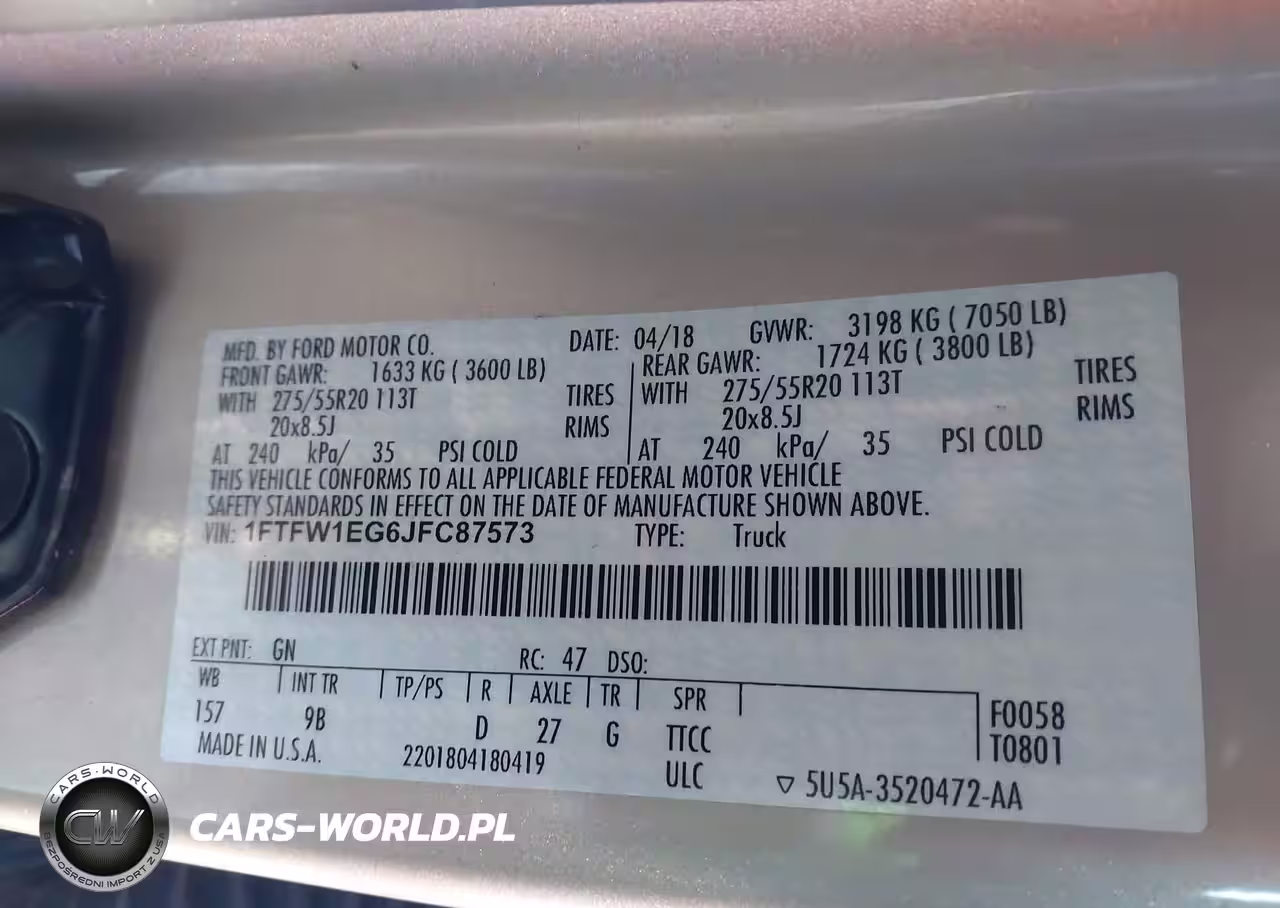 MFD. BY FORD MOTOR CO. DATE: 04/18 GVWR: 3198 KG ( 7050 LB)
FRONT GAWR: 1633 KG ( 3600 LB) REAR GAWR: 1724 KG ( 3800 LB)
WITH 275/55R20 113T TIRES WITH 275/55R20 113T TIRES
20x8.5J RIMS 20x8.5J RIMS
AT 240 kPa/ 35 PSI COLD AT 240 kPa/ 35 PSI COLD
THIS VEHICLE CONFORMS TO ALL APPLICABLE FEDERAL MOTOR VEHICLE
SAFETY STANDARDS IN EFFECT ON THE DATE OF MANUFACTURE SHOWN ABOVE.
VIN: 1FTFW1EG6JFC87573 TYPE: Truck
EXT PNT: GN RC: 47 DSO:
WB INT TR TP/PS R AXLE TR SPR
157 9B D 27 G TTCC F0058
MADE IN U.S.A. 2201804180419 ULC T0801
▽ 5U5A-3520472-AA
CARS-WORLD
CW
BEZPOŚREDNI IMPORT Z USA
CARS-WORLD.PL